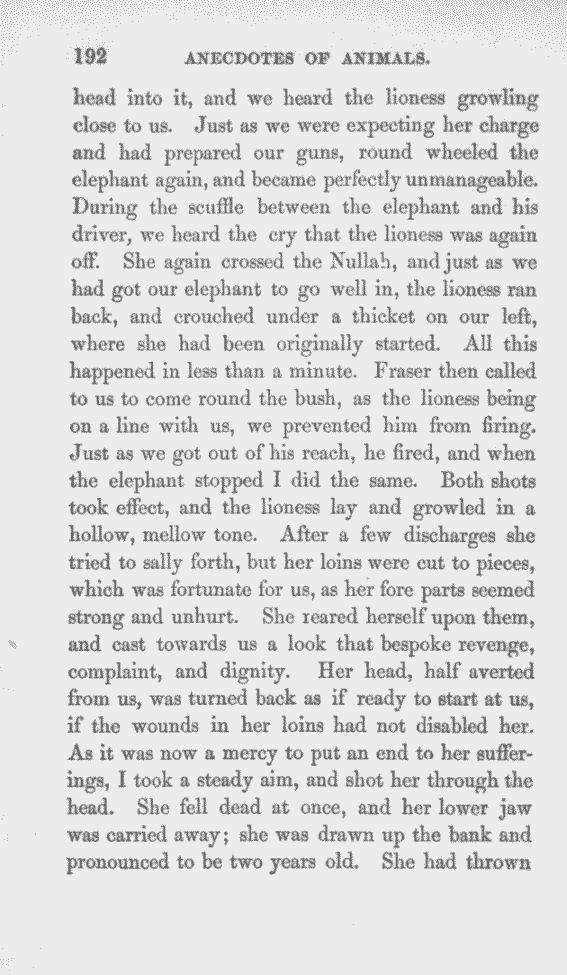 192 ANECDOTES OF ANIMALS.
head into it, and we heard the lioness growling
close to us. Just as we were expecting her charge
and had prepared our guns, round wheeled the
elephant again, and became perfectly unmanageable.
During the scuffle between the elephant and his
driver, we heard the cry that the lioness was again
off. She again crossed the Nullah, and just as we
had got our elephant to go well in, the lioness ran
back, and crouched under a thicket on our left,
where she had been originally started. All this
happened in less than a minute. Fraser then called
to us to come round the bush, as the lioness being
on a line with us, we prevented him from firing.
Just as we got out of his reach, he fired, and when
the elephant stopped I did the same. Both shots
took effect, and the lioness lay and growled in a
hollow, mellow tone. After a few discharges she
tried to sally forth, but her loins were cut to pieces,
which was fortunate for us, as her fore parts seemed
strong and unhurt. She reared herself upon them,
and cast towards us a look that bespoke revenge,
complaint, and dignity. Her head, half averted
from us, was turned back as if ready to start at us,
if the wounds in her loins had not disabled her.
As it was now a mercy to put an end to her suffer-
ings, I took a steady aim, and shot her through the
head. She fell dead at once, and her lower jaw
was carried away; she was drawn up the bank and
pronounced to be two years old. She had thrown